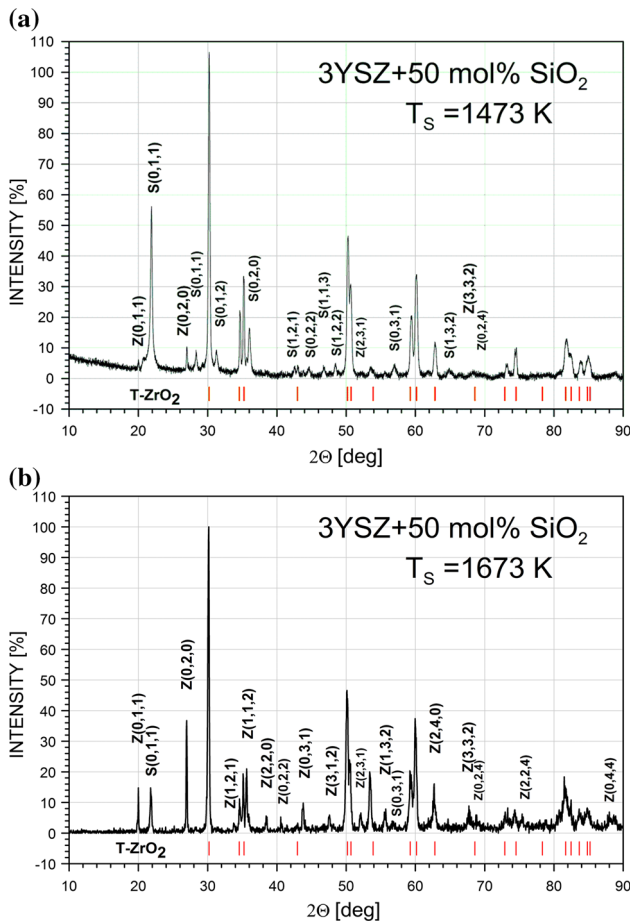 (a)
110
100
90
80
70
60
50
40
30
20
10
0
-10
INTENSITY [%]
3YSZ+50 mol% SiO2
TS =1473 K
Z(0,1,1)
S(0,1,1)
Z(0,2,0)
S(0,1,1)
S(0,1,2)
S(0,2,0)
S(1,2,1)
S(0,2,2)
S(1,1,3)
S(1,2,2)
Z(2,3,1)
S(0,3,1)
S(1,3,2)
Z(3,3,2)
Z(0,2,4)
T-ZrO2
10 20 30 40 50 60 70 80 90
2Θ [deg]
(b)
110
100
90
80
70
60
50
40
30
20
10
0
-10
INTENSITY [%]
3YSZ+50 mol% SiO2
TS =1673 K
Z(0,1,1)
S(0,1,1)
Z(0,2,0)
Z(1,2,1)
Z(1,1,2)
Z(2,2,0)
Z(0,2,2)
Z(0,3,1)
Z(3,1,2)
Z(2,3,1)
Z(1,3,2)
S(0,3,1)
Z(2,4,0)
Z(3,3,2)
Z(0,2,4)
Z(2,2,4)
Z(0,4,4)
T-ZrO2
10 20 30 40 50 60 70 80 90
2Θ [deg]